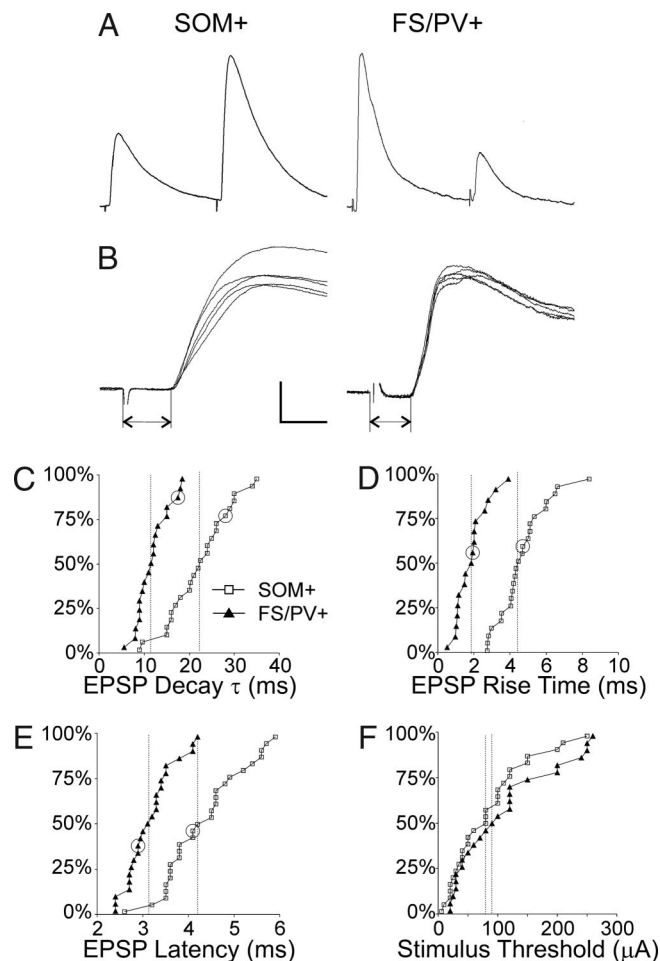 A SOM+ FS/PV+
B
C 100% 75% 50% 25% 0%
0 10 20 30 40
EPSP Decay τ (ms)
SOM+
FS/PV+
D 100% 75% 50% 25% 0%
0 2 4 6 8 10
EPSP Rise Time (ms)
E 100% 75% 50% 25% 0%
2 3 4 5 6
EPSP Latency (ms)
F 100% 75% 50% 25% 0%
0 100 200 300
Stimulus Threshold (μA)